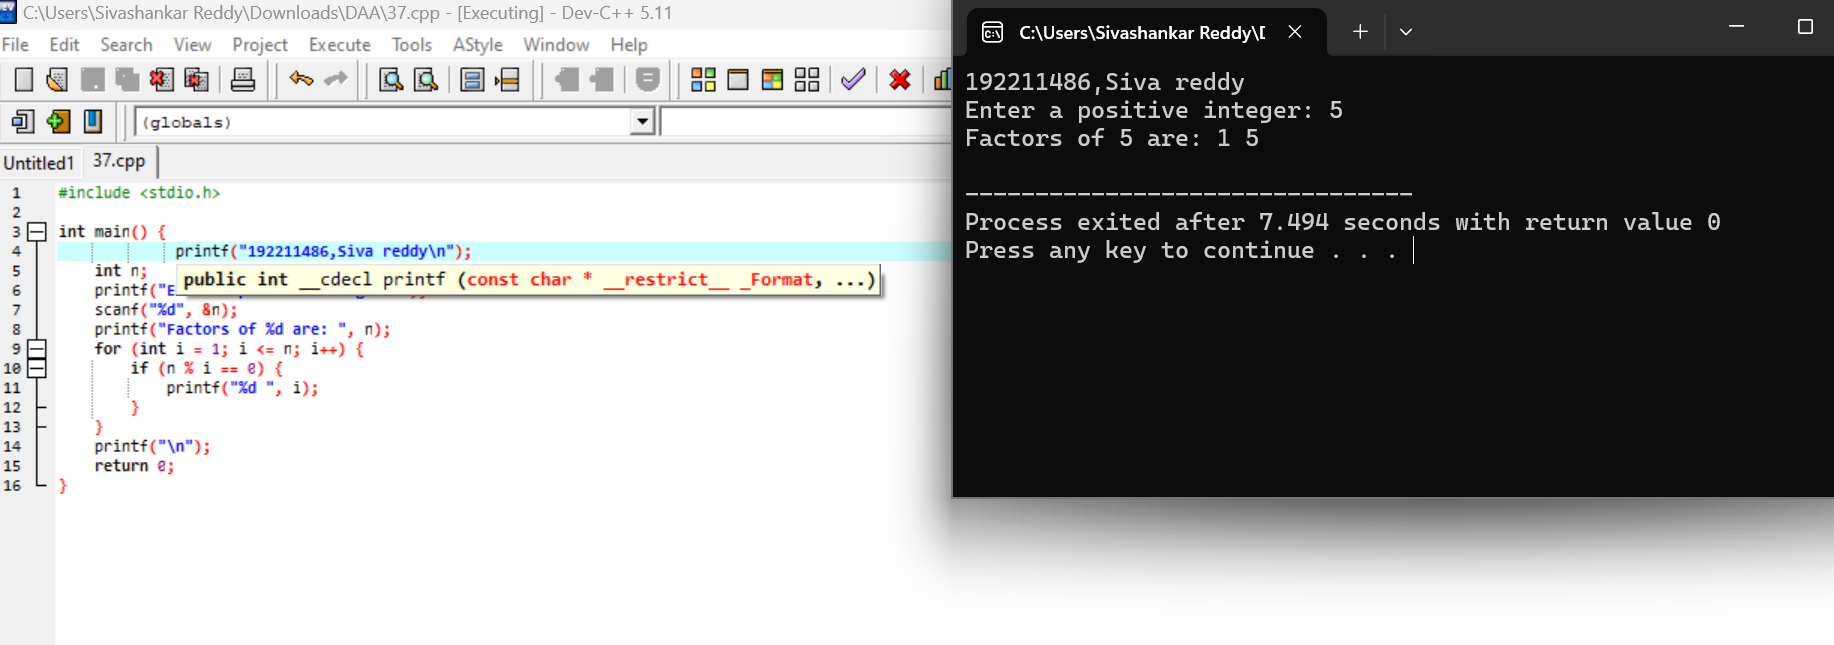 C:\Users\Sivashankar Reddy\Downloads\DAA\37.cpp - [Executing] - Dev-C++ 5.11
File Edit Search View Project Execute Tools AStyle Window Help
(globals)
Untitled1 37.cpp
1 #include <stdio.h>
2
3 int main() {
4 printf("192211486,Siva reddy\n");
5 int n;
public int __cdecl printf (const char * __restrict__ _Format, ...)
6 printf("E
7 scanf("%d", &n);
8 printf("Factors of %d are: ", n);
9 for (int i = 1; i <= n; i++) {
10 if (n % i == 0) {
11 printf("%d ", i);
12 }
13 }
14 printf("\n");
15 return 0;
16 }
C:\Users\Sivashankar Reddy\D
192211486,Siva reddy
Enter a positive integer: 5
Factors of 5 are: 1 5
--------------------------------
Process exited after 7.494 seconds with return value 0
Press any key to continue . . .